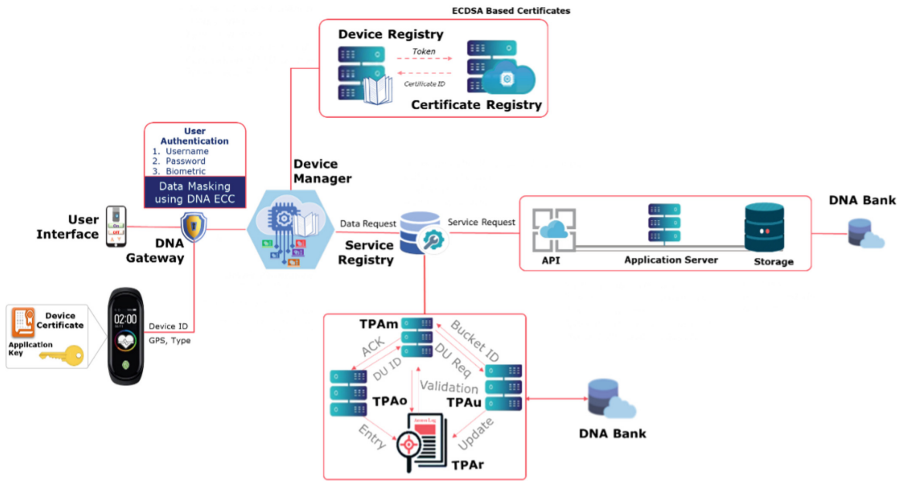 ECDSA Based Certificates
Device Registry
Token
Certificate ID
Certificate Registry
User
Authentication
1. Username
2. Password
3. Biometric
Data Masking
using DNA ECC
Device
Manager
User
Interface
DNA
Gateway
Data Request
Service
Registry
Service Request
API
Application Server
Storage
DNA Bank
Device
Certificate
Application
Key
02:00
Device ID
GPS, Type
TPAm
ACK
DU ID
Bucket ID
DU Req
Validation
TPAo
TPAu
Entry
Update
TPAr
DNA Bank